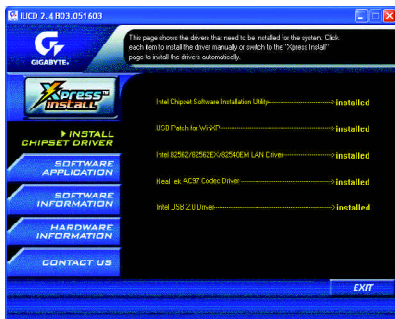 IUCD 2.4 B03.051603
GIGABYTE
This page shows the drivers that need to be installed for the system. Click
each item to install the driver manually or switch to the "Xpress Install"
page to install the drivers automatically.
Xpress™
INSTALL
INSTALL
CHIPSET DRIVER
SOFTWARE
APPLICATION
SOFTWARE
INFORMATION
HARDWARE
INFORMATION
CONTACT US
Intel Chipset Software Installation Utility -> installed
USB Patch for WinXP -> installed
Intel 82562/82562EX/82540EM LAN Driver -> installed
RealTek AC97 Codec Driver -> installed
Intel USB 2.0 Driver -> installed
EXIT